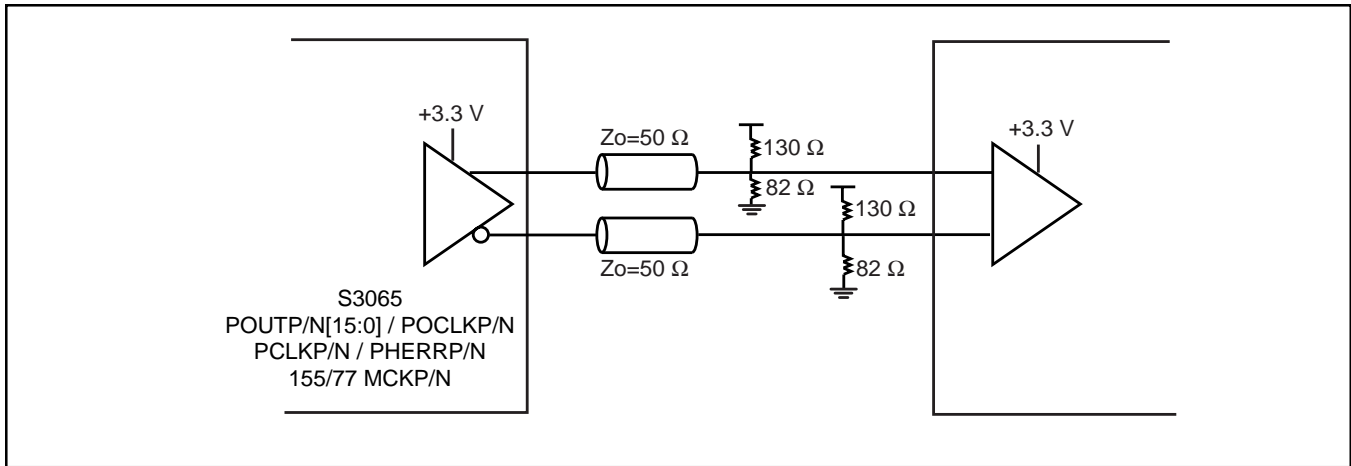 +3.3 V
Zo=50 Ω
130 Ω
82 Ω
130 Ω
82 Ω
Zo=50 Ω
+3.3 V
S3065
POUTP/N[15:0] / POCLKP/N
PCLKP/N / PHERRP/N
155/77 MCKP/N